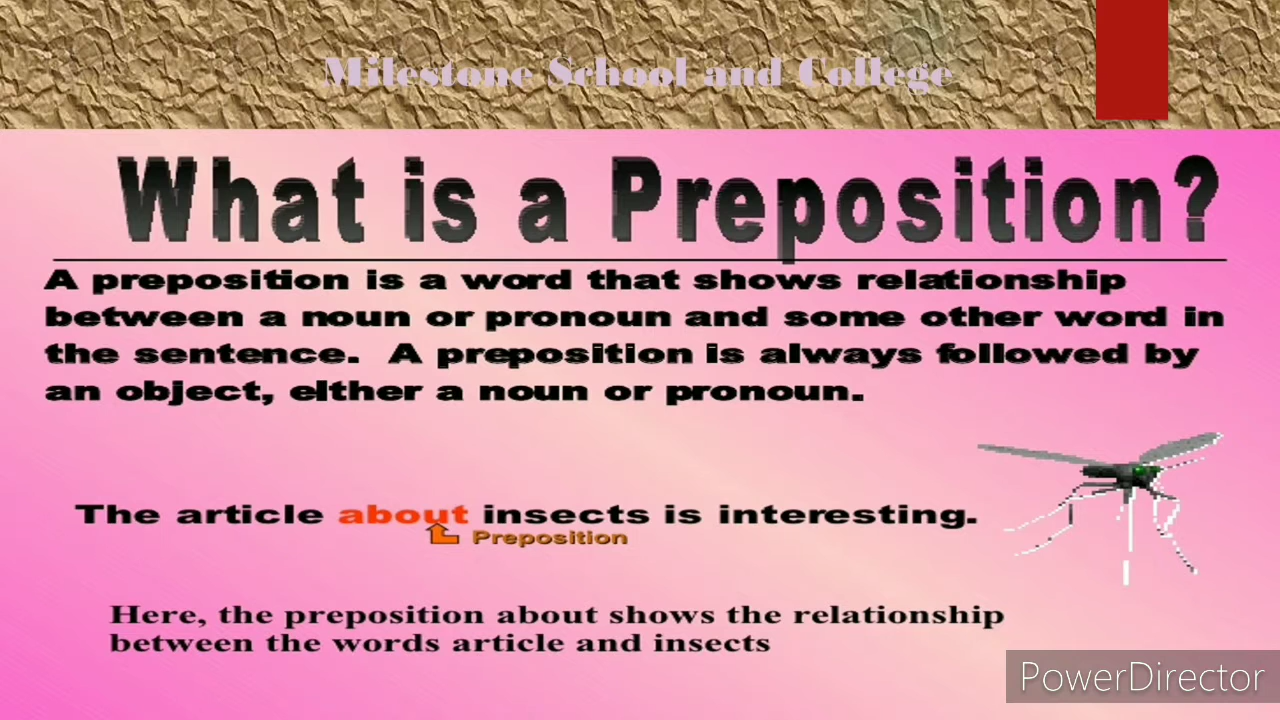 Milestone School and College
What is a Preposition?
A preposition is a word that shows relationship
between a noun or pronoun and some other word in
the sentence. A preposition is always followed by
an object, either a noun or pronoun.
The article about insects is interesting.
Preposition
Here, the preposition about shows the relationship
between the words article and insects
PowerDirector